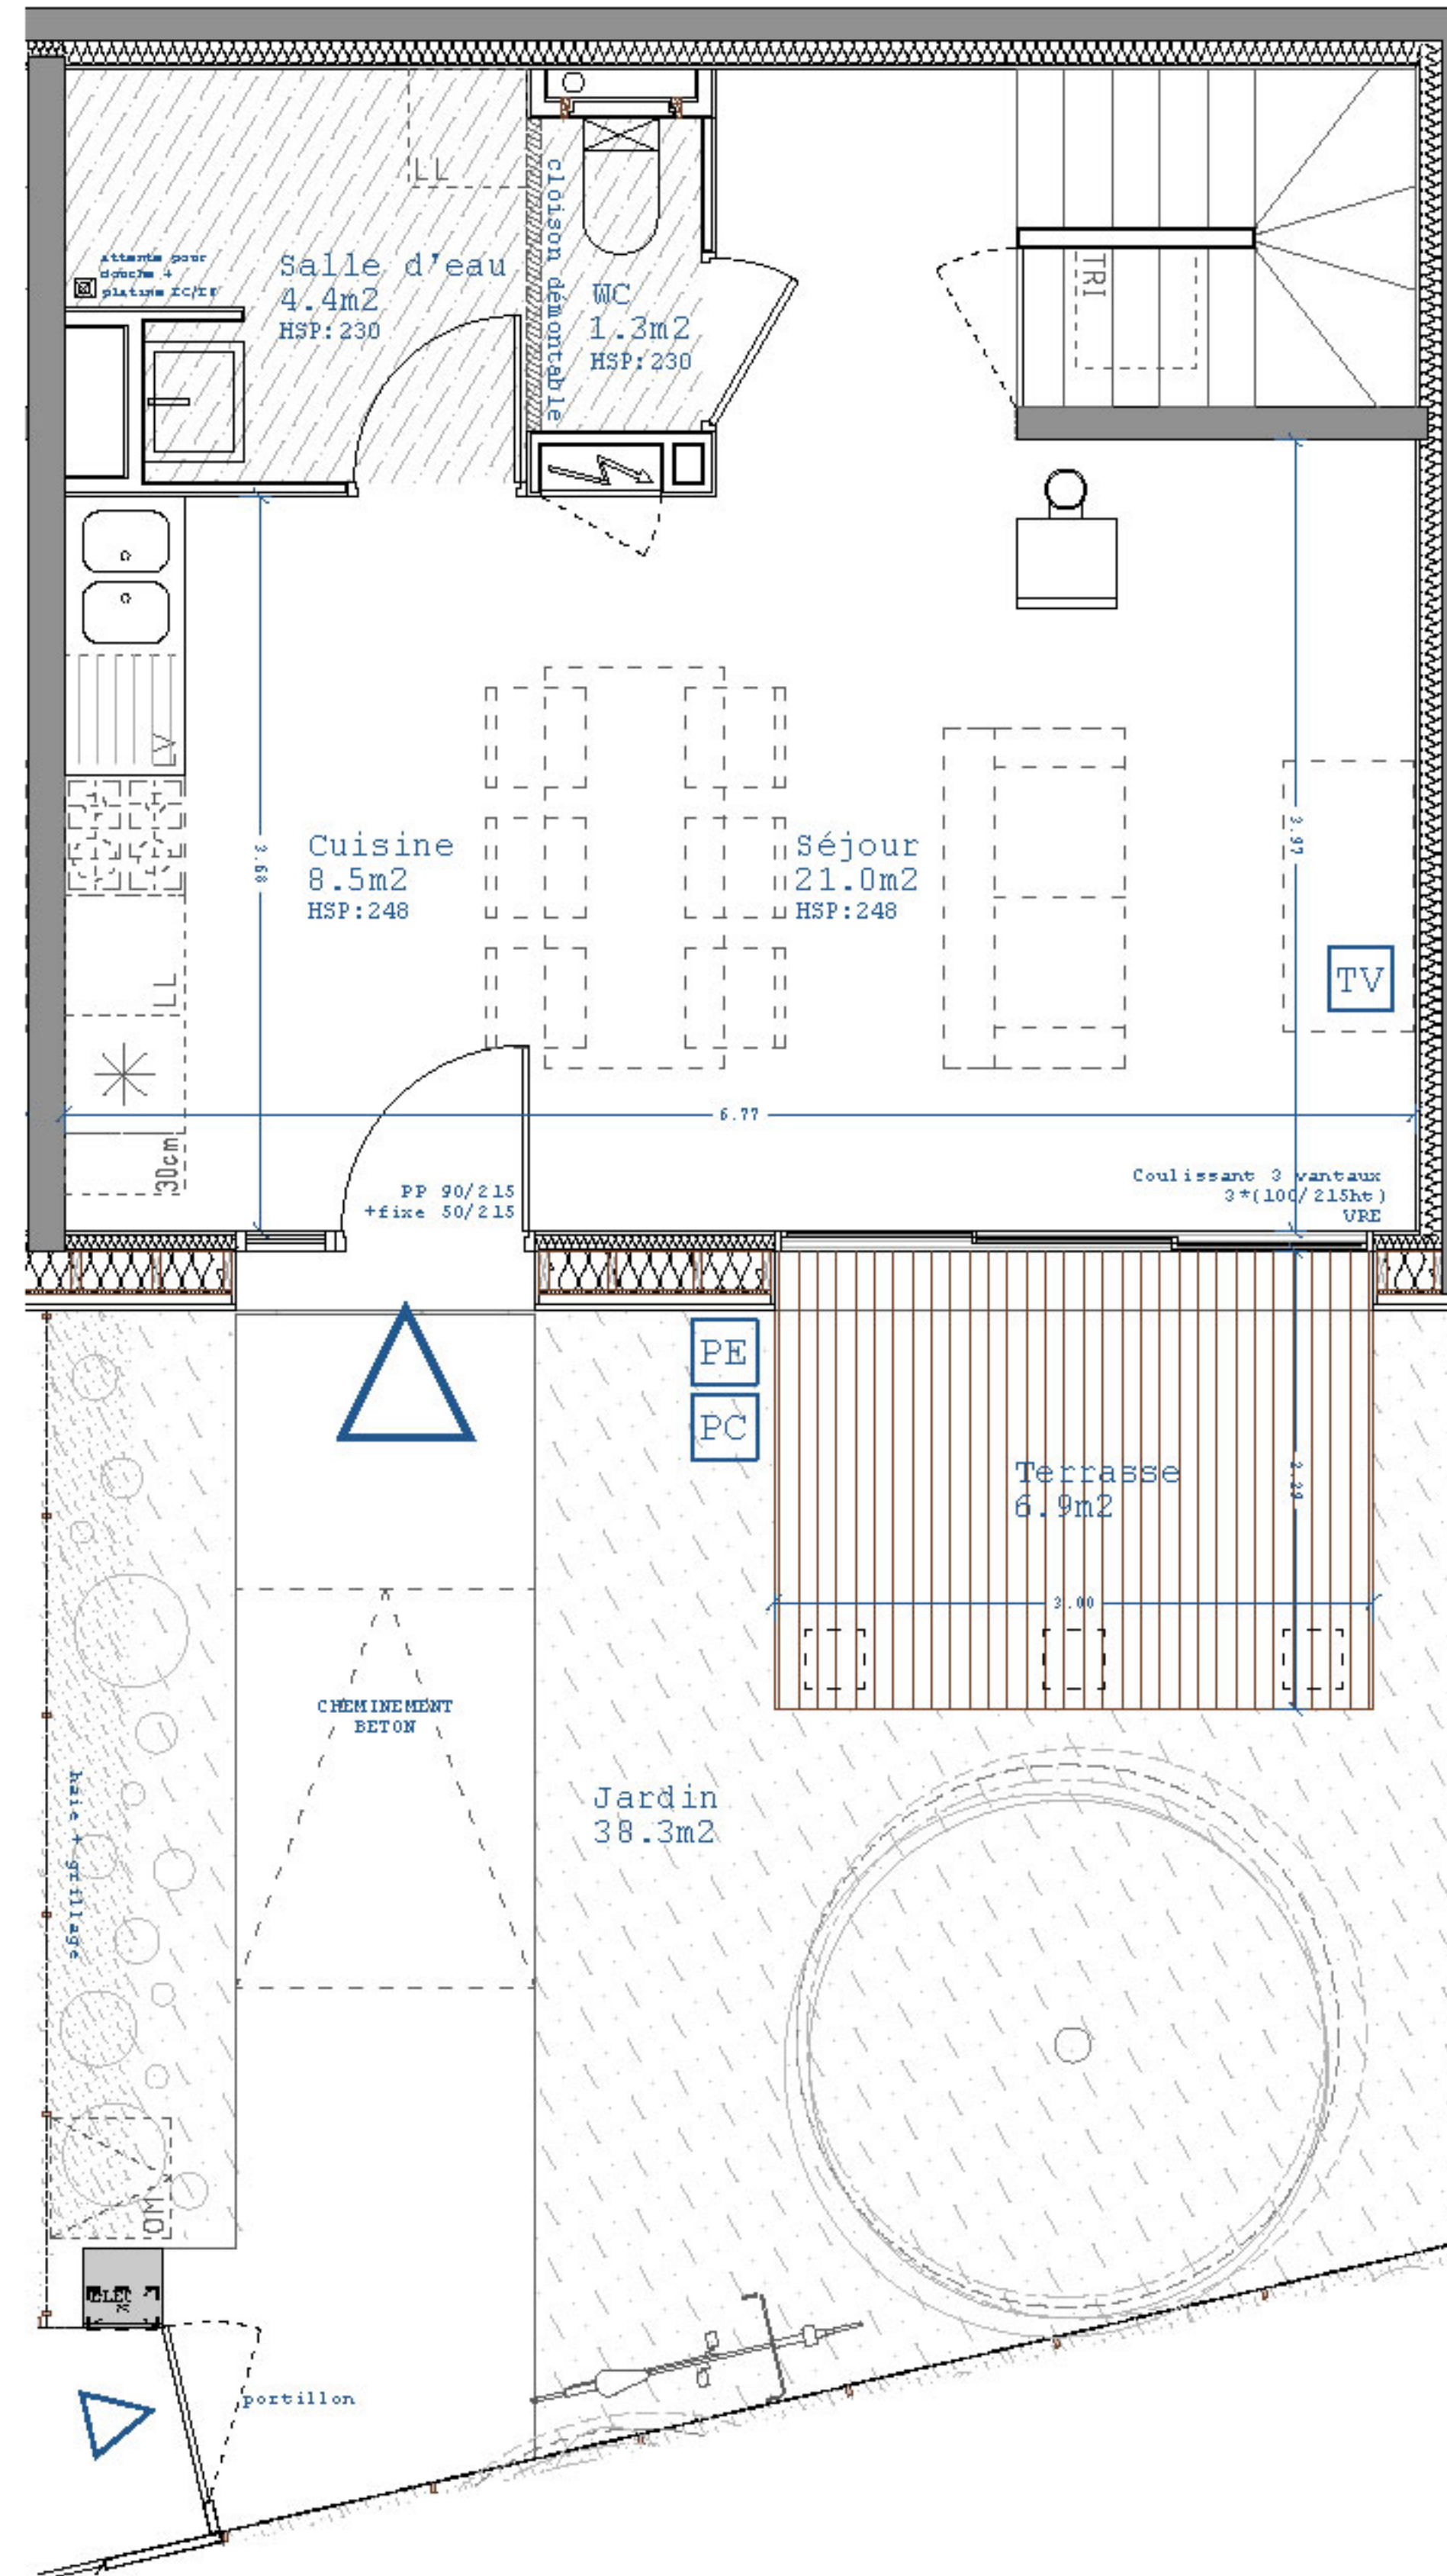 LL
attente pour
douche +
platine EC/EF
Salle d'eau
4.4m2
HSP:230
cloison démontable
WC
1.3m2
HSP:230
TRI
LV
Cuisine
8.5m2
HSP:248
3.68
Séjour
21.0m2
HSP:248
3.97
TV
LL
6.77
30cm
PP 90/215
+fixe 50/215
Coulissant 3 vantaux
3*(100/215ht)
VRE
PE
PC
Terrasse
6.9m2
2.29
3.00
CHEMINEMENT
BETON
haie + grillage
Jardin
38.3m2
OM
ELEC
portillon